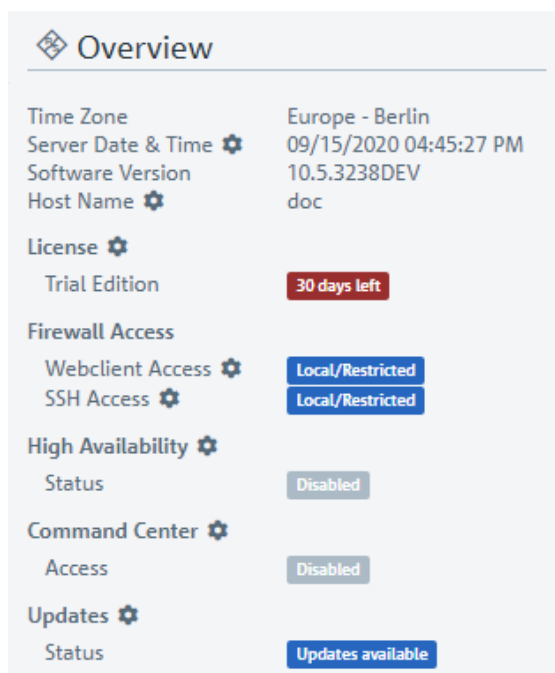 Overview
Time Zone Europe - Berlin
Server Date & Time 09/15/2020 04:45:27 PM
Software Version 10.5.3238DEV
Host Name doc
License
Trial Edition 30 days left
Firewall Access
Webclient Access Local/Restricted
SSH Access Local/Restricted
High Availability
Status Disabled
Command Center
Access Disabled
Updates
Status Updates available